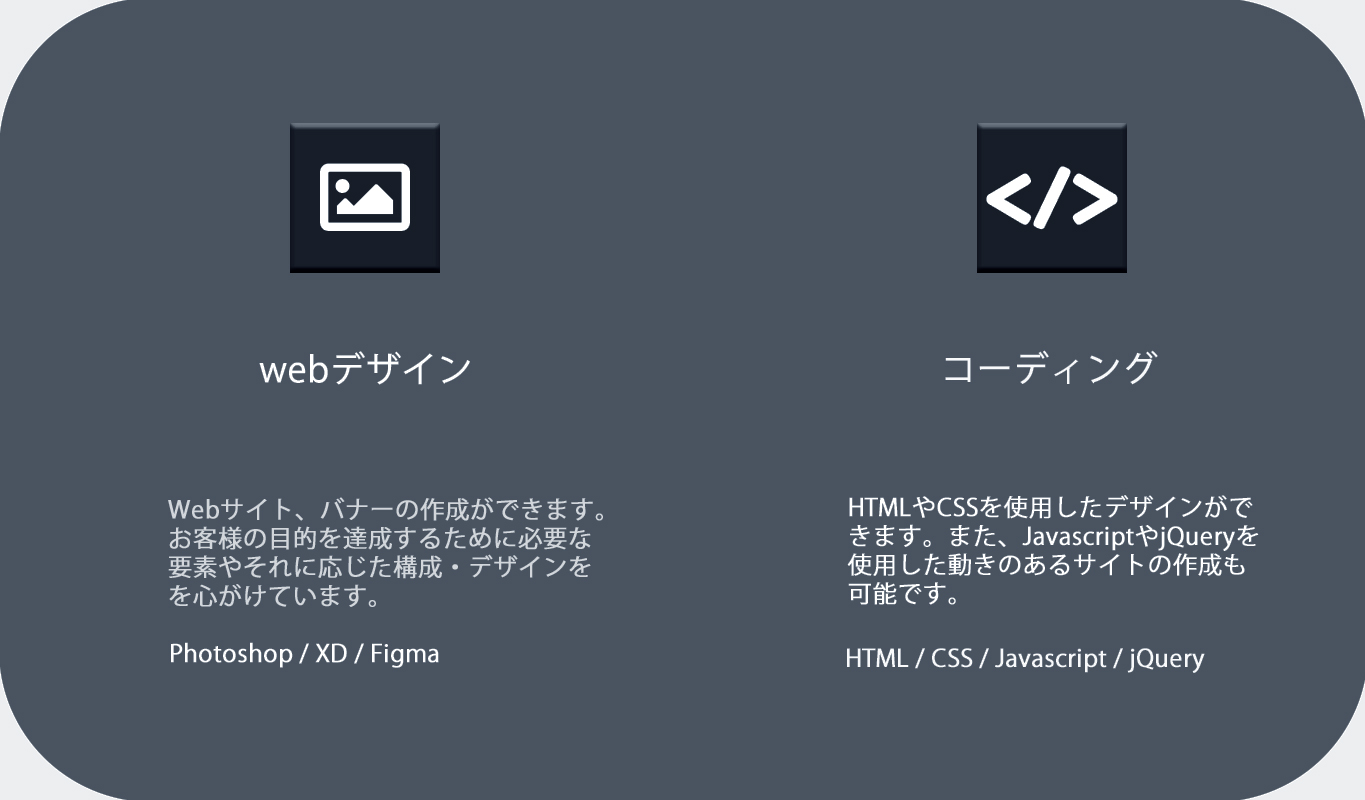 webデザイン
Webサイト、バナーの作成ができます。
お客様の目的を達成するために必要な
要素やそれに応じた構成・デザインを
を心がけています。
Photoshop / XD / Figma
コーディング
HTMLやCSSを使用したデザインがで
きます。また、JavascriptやjQueryを
使用した動きのあるサイトの作成も
可能です。
HTML / CSS / Javascript / jQuery